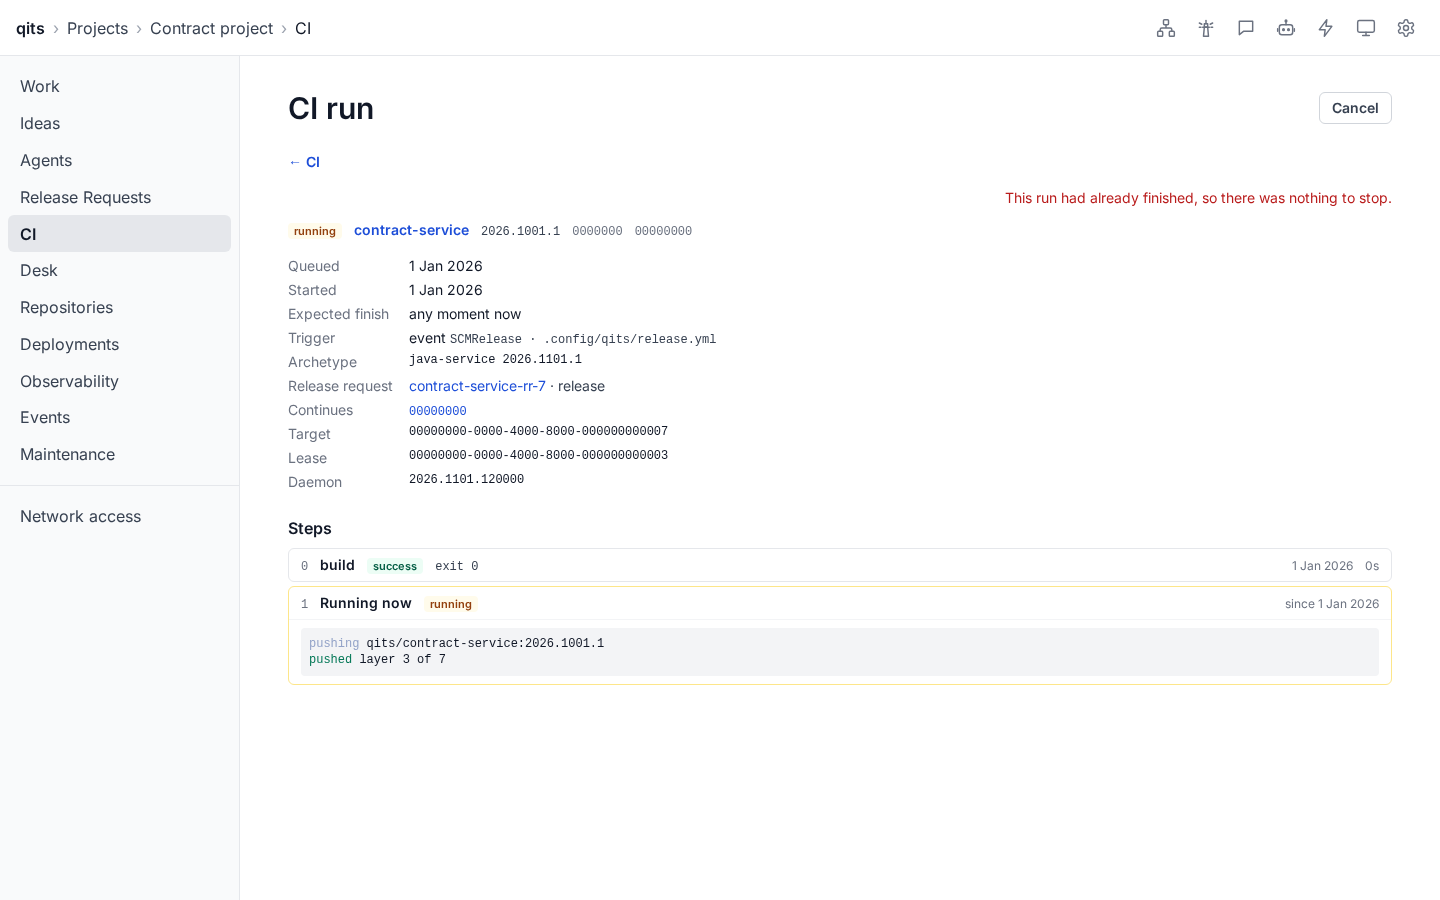 qits › Projects › Contract project › CI
Work
Ideas
Agents
Release Requests
CI
Desk
Repositories
Deployments
Observability
Events
Maintenance
Network access
CI run
Cancel
← CI
This run had already finished, so there was nothing to stop.
running contract-service 2026.1001.1 0000000 00000000
Queued 1 Jan 2026
Started 1 Jan 2026
Expected finish any moment now
Trigger event SCMRelease · .config/qits/release.yml
Archetype java-service 2026.1101.1
Release request contract-service-rr-7 · release
Continues 00000000
Target 00000000-0000-4000-8000-000000000007
Lease 00000000-0000-4000-8000-000000000003
Daemon 2026.1101.120000
Steps
0 build success exit 0 1 Jan 2026 0s
1 Running now running since 1 Jan 2026
pushing qits/contract-service:2026.1001.1
pushed layer 3 of 7